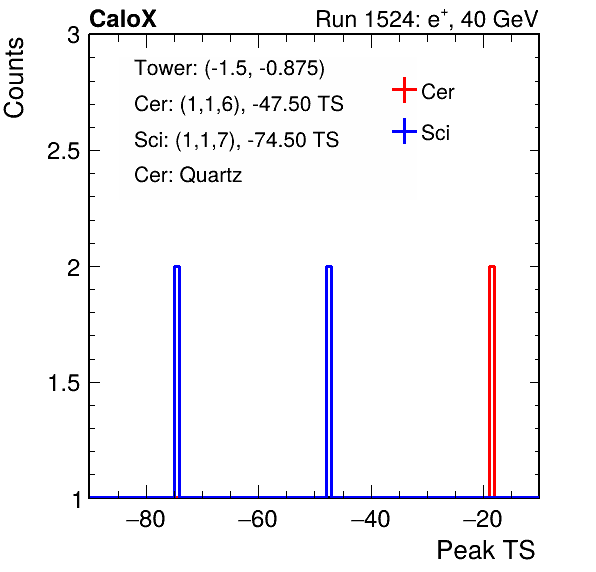 CaloX Run 1524: e+, 40 GeV
Counts
3
2.5
2
1.5
1
Tower: (-1.5, -0.875)
Cer: (1,1,6), -47.50 TS
Sci: (1,1,7), -74.50 TS
Cer: Quartz
Cer
Sci
−80 −60 −40 −20
Peak TS